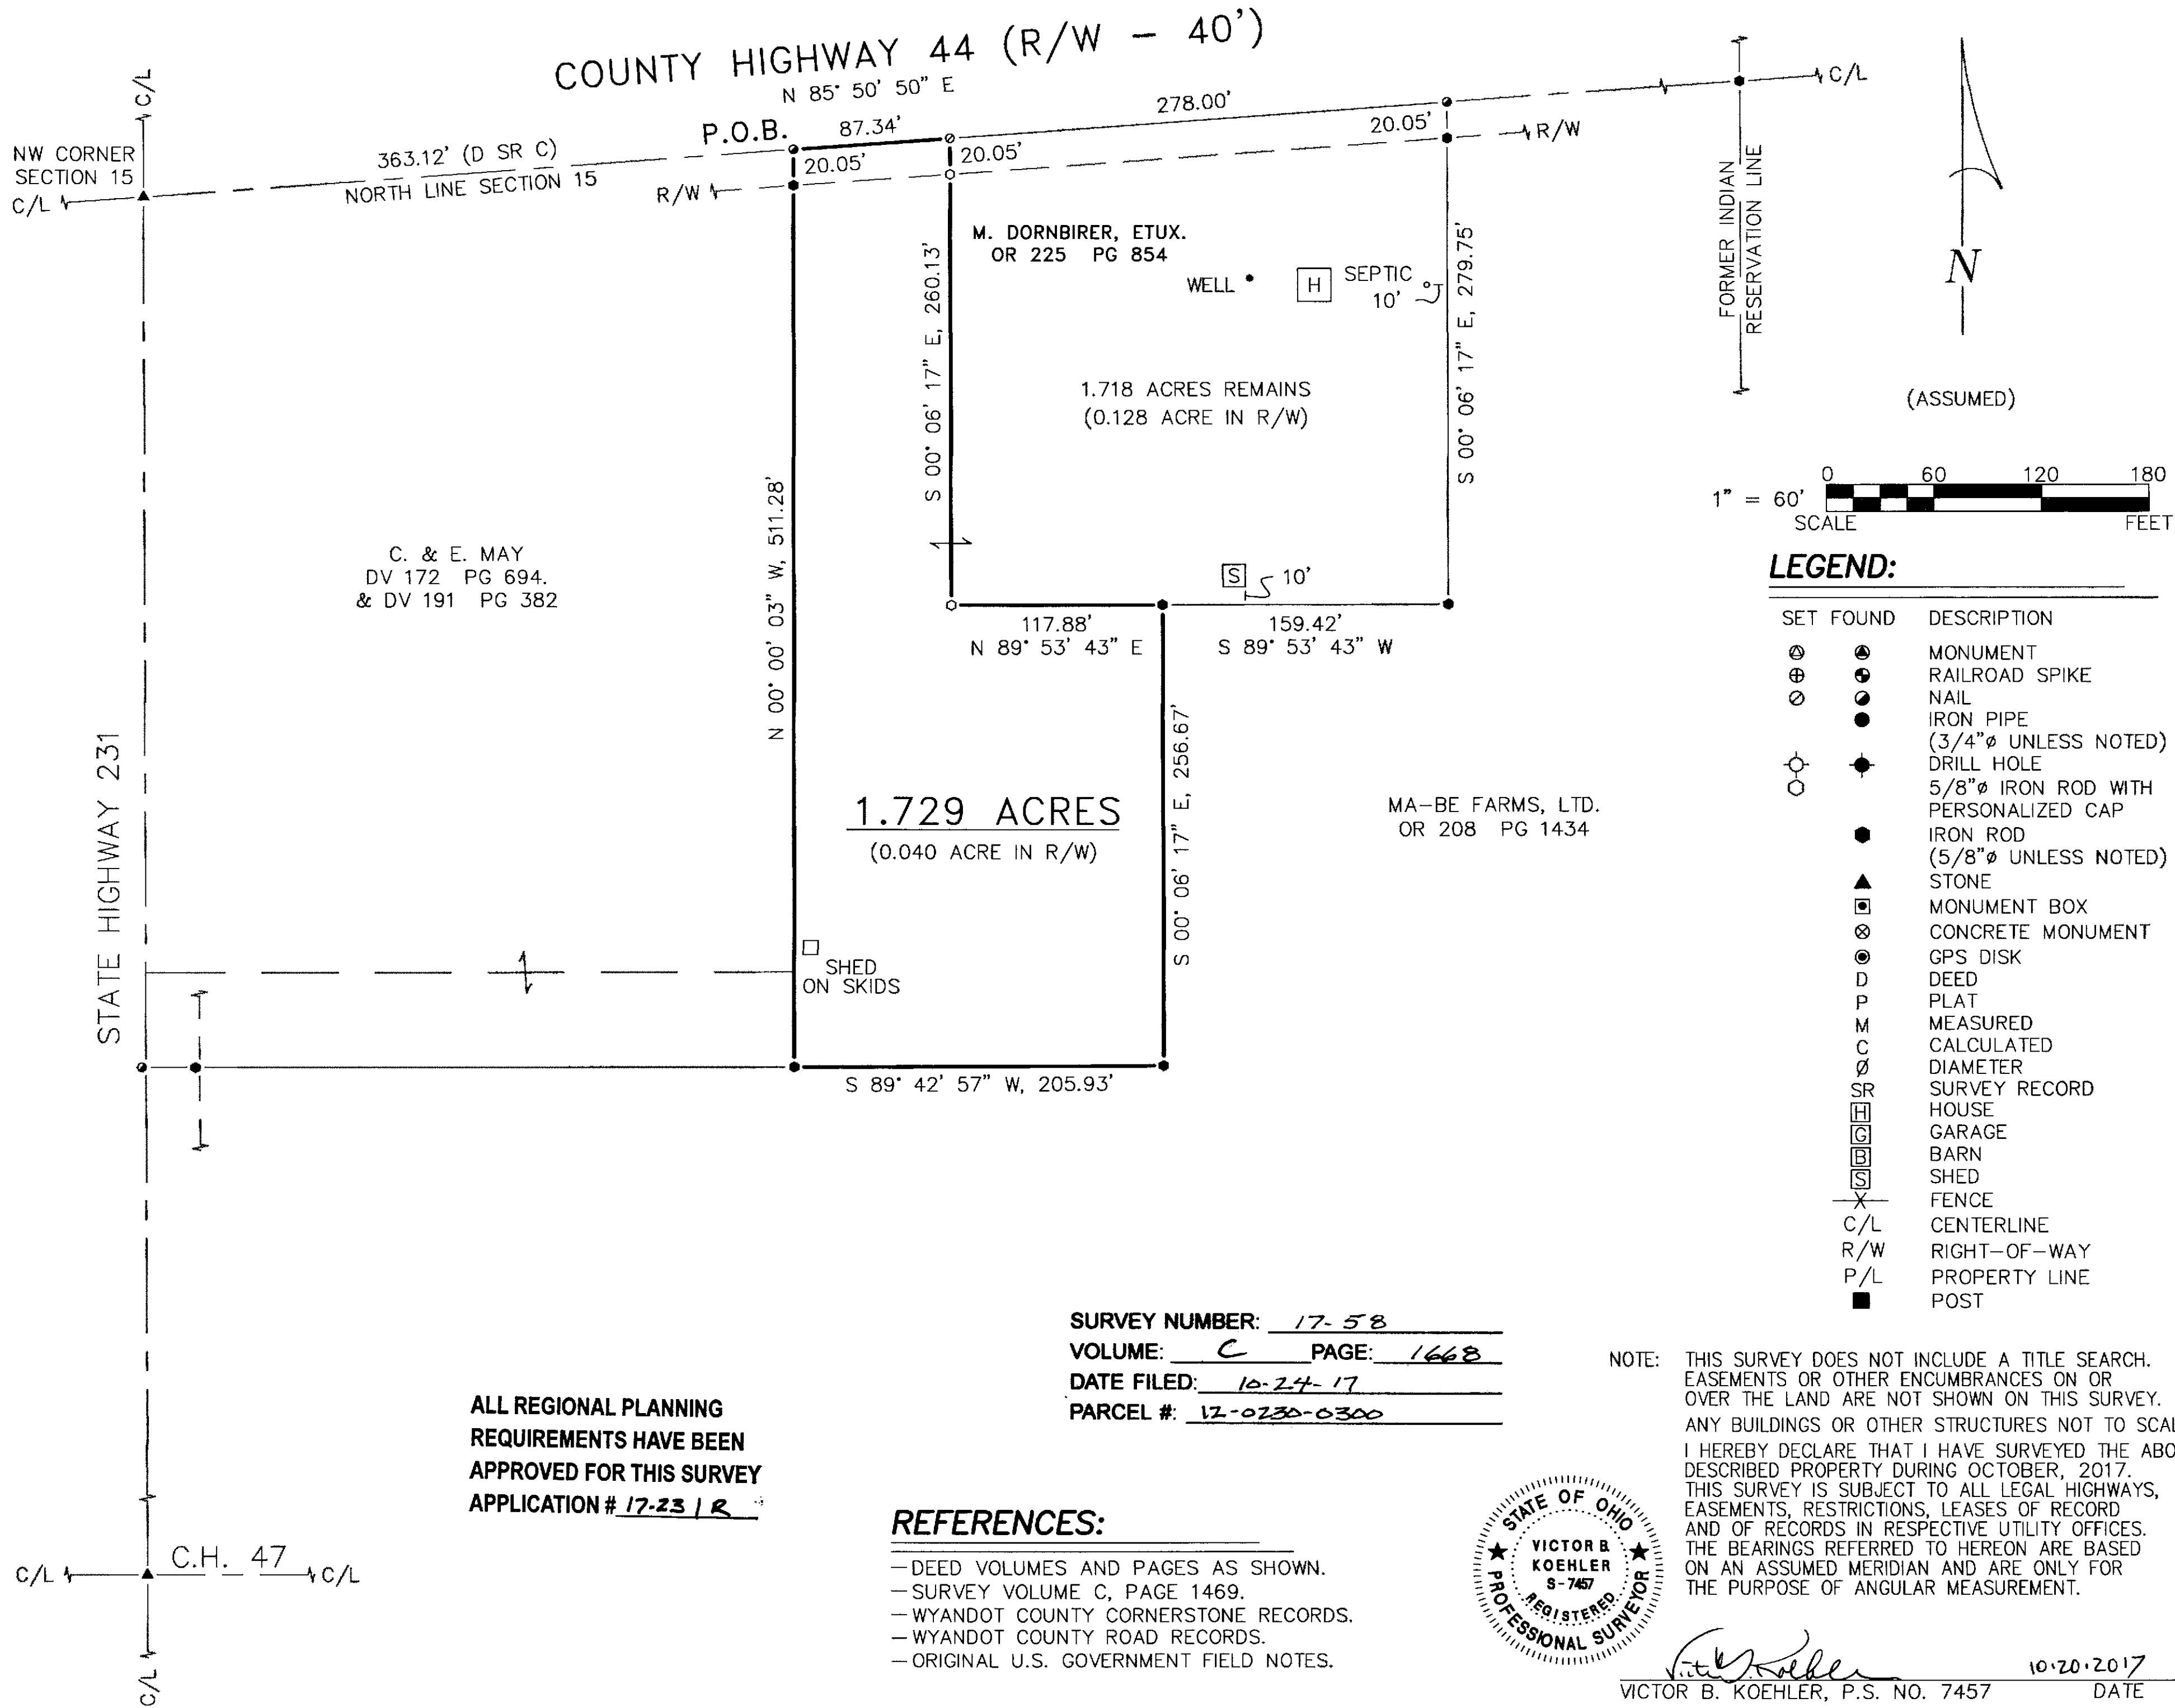 COUNTY HIGHWAY 44 (R/W - 40')
N 85° 50' 50" E
C/L
NW CORNER
SECTION 15
C/L
363.12' (D SR C)
NORTH LINE SECTION 15
P.O.B.
87.34'
278.00'
C/L
20.05'
20.05'
20.05'
R/W
R/W
M. DORNBIRER, ETUX.
OR 225 PG 854
WELL
H
SEPTIC
10'
S 00° 06' 17" E, 260.13'
S 00° 06' 17" E, 279.75'
1.718 ACRES REMAINS
(0.128 ACRE IN R/W)
FORMER INDIAN
RESERVATION LINE
N
(ASSUMED)
0 60 120 180
1" = 60'
SCALE FEET
C. & E. MAY
DV 172 PG 694.
& DV 191 PG 382
N 00° 00' 03" W, 511.28'
S 10'
117.88'
N 89° 53' 43" E
159.42'
S 89° 53' 43" W
S 00° 06' 17" E, 256.67'
1.729 ACRES
(0.040 ACRE IN R/W)
MA-BE FARMS, LTD.
OR 208 PG 1434
STATE HIGHWAY 231
SHED
ON SKIDS
S 89° 42' 57" W, 205.93'
LEGEND:
SET FOUND DESCRIPTION
MONUMENT
RAILROAD SPIKE
NAIL
IRON PIPE
(3/4"ø UNLESS NOTED)
DRILL HOLE
5/8"ø IRON ROD WITH
PERSONALIZED CAP
IRON ROD
(5/8"ø UNLESS NOTED)
STONE
MONUMENT BOX
CONCRETE MONUMENT
GPS DISK
D DEED
P PLAT
M MEASURED
C CALCULATED
Ø DIAMETER
SR SURVEY RECORD
H HOUSE
G GARAGE
B BARN
S SHED
X FENCE
C/L CENTERLINE
R/W RIGHT-OF-WAY
P/L PROPERTY LINE
POST
SURVEY NUMBER: 17-58
VOLUME: C PAGE: 1668
DATE FILED: 10-24-17
PARCEL #: 12-0230-0300
ALL REGIONAL PLANNING
REQUIREMENTS HAVE BEEN
APPROVED FOR THIS SURVEY
APPLICATION # 17-231R
C/L C.H. 47 C/L
C/L
REFERENCES:
-DEED VOLUMES AND PAGES AS SHOWN.
-SURVEY VOLUME C, PAGE 1469.
-WYANDOT COUNTY CORNERSTONE RECORDS.
-WYANDOT COUNTY ROAD RECORDS.
-ORIGINAL U.S. GOVERNMENT FIELD NOTES.
STATE OF OHIO
VICTOR B.
KOEHLER
S-7457
REGISTERED
PROFESSIONAL SURVEYOR
NOTE: THIS SURVEY DOES NOT INCLUDE A TITLE SEARCH.
EASEMENTS OR OTHER ENCUMBRANCES ON OR
OVER THE LAND ARE NOT SHOWN ON THIS SURVEY.
ANY BUILDINGS OR OTHER STRUCTURES NOT TO SCAL
I HEREBY DECLARE THAT I HAVE SURVEYED THE ABO
DESCRIBED PROPERTY DURING OCTOBER, 2017.
THIS SURVEY IS SUBJECT TO ALL LEGAL HIGHWAYS,
EASEMENTS, RESTRICTIONS, LEASES OF RECORD
AND OF RECORDS IN RESPECTIVE UTILITY OFFICES.
THE BEARINGS REFERRED TO HEREON ARE BASED
ON AN ASSUMED MERIDIAN AND ARE ONLY FOR
THE PURPOSE OF ANGULAR MEASUREMENT.
10.20.2017
VICTOR B. KOEHLER, P.S. NO. 7457 DATE